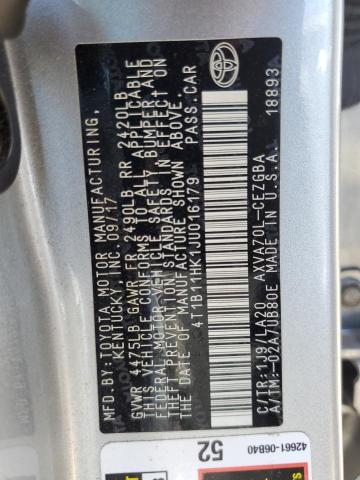 MFD.BY: TOYOTA MOTOR MANUFACTURING,
KENTUCKY, INC. 09/17
GVWR 4475LB GAWR FR 2490LB RR 2420LB
THIS VEHICLE CONFORMS TO ALL APPLICABLE
FEDERAL MOTOR VEHICLE SAFETY BUMPER AND
THEFT PREVENTION STANDARDS IN EFFECT ON
DATE OF MANUFACTURE SHOWN ABOVE.
4T1B11HK1JU016179 PASS.CAR
C/TR:1J9/LA20 AXVA70L-CEZGBA
A/TM:-02A/UB80E MADE IN U.S.A. 18893
42661-06B40
52